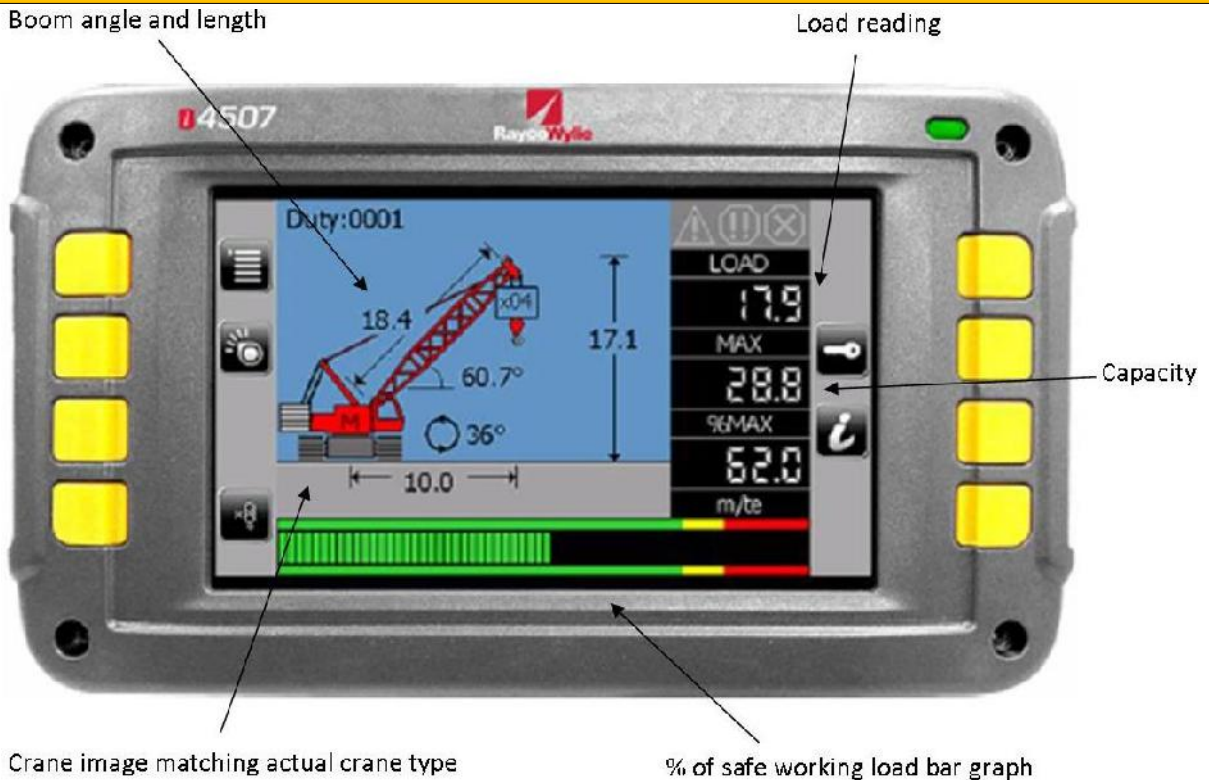 Boom angle and length
Load reading
i4507
RaycoWylie
Duty:0001
LOAD
17.9
x04
18.4
17.1
MAX
28.8
Capacity
60.7°
%MAX
M
36°
62.0
i
10.0
m/te
x8
Crane image matching actual crane type
% of safe working load bar graph